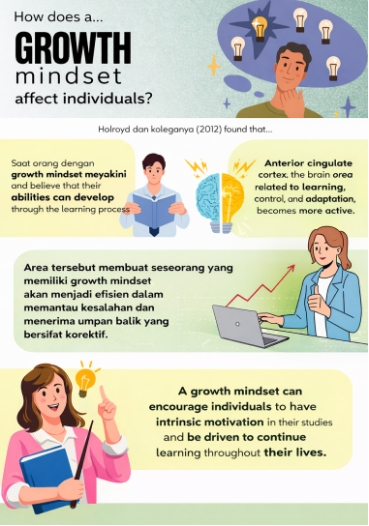 How does a...
GROWTH
mindset
affect individuals?
Holroyd dan koleganya (2012) found that...
Saat orang dengan
growth mindset meyakini
and believe that their
abilities can develop
through the learning process
Anterior cingulate
cortex, the brain area
related to learning,
control, and adaptation,
becomes more active.
Area tersebut membuat seseorang yang
memiliki growth mindset
akan menjadi efisien dalam
memantau kesalahan dan
menerima umpan balik yang
bersifat korektif.
A growth mindset can
encourage individuals to have
intrinsic motivation in their studies
and be driven to continue
learning throughout their lives.